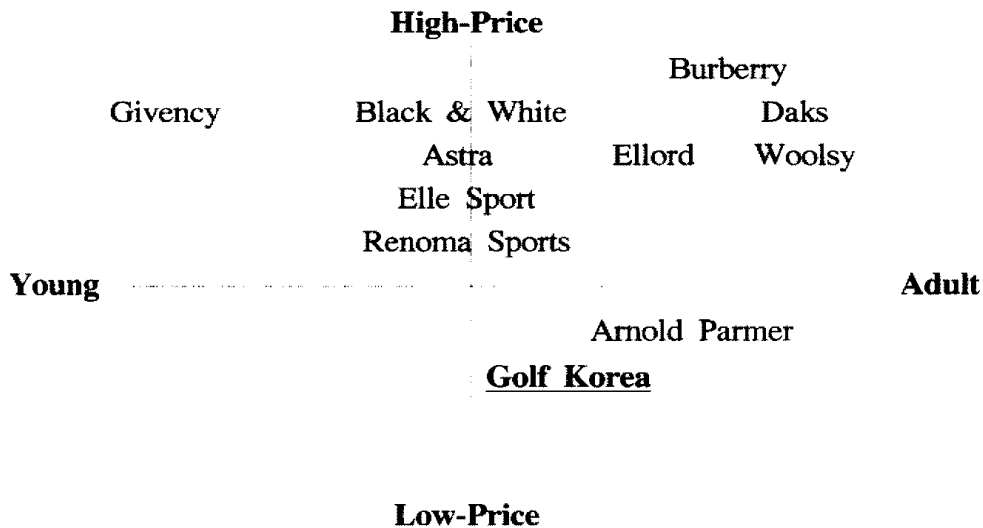 High-Price
Burberry
Givency Black & White Daks
Astra Ellord Woolsy
Elle Sport
Renoma Sports
Young Adult
Arnold Parmer
Golf Korea
Low-Price